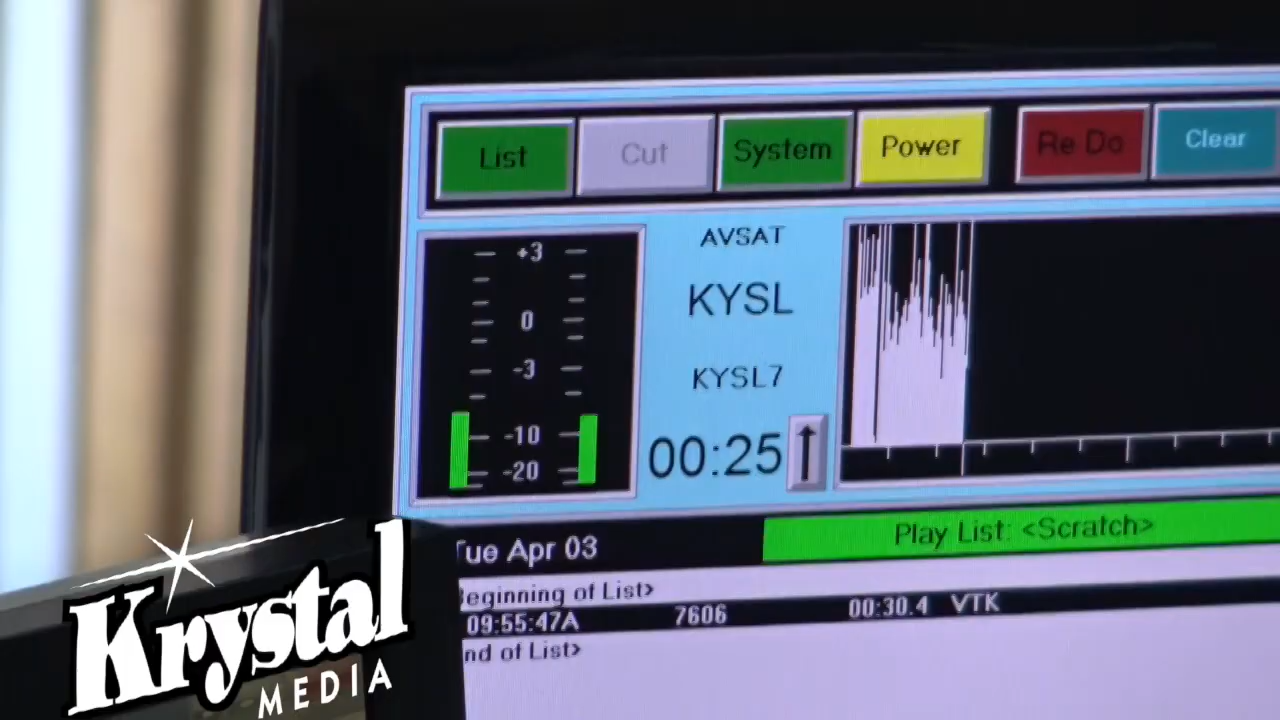 List Cut System Power Re Do Clear
+3
0
-3
-10
-20
AVSAT
KYSL
KYSL7
00:25
Tue Apr 03
Play List: <Scratch>
eginning of List>
09:55:47A 7606 00:30.4 VTK
nd of List>
Krystal
MEDIA